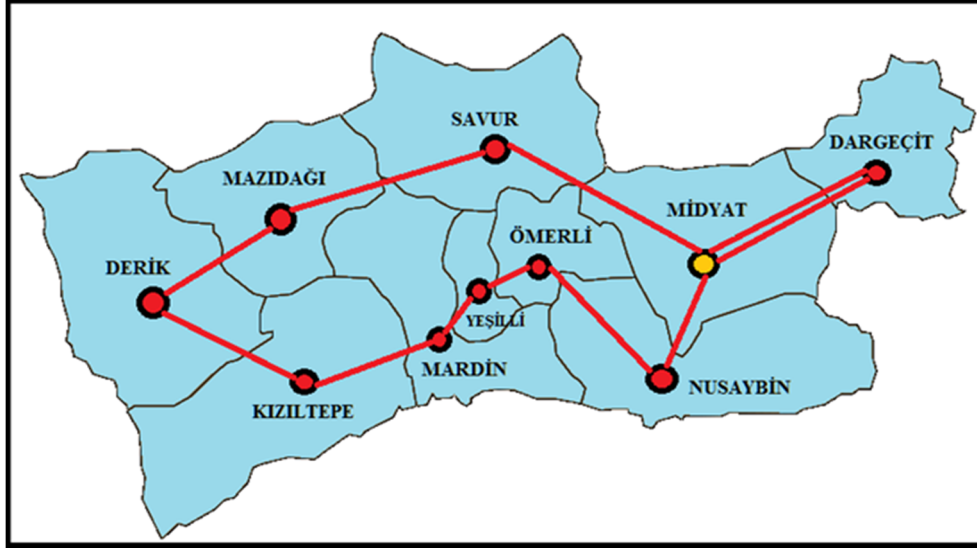 SAVUR
DARGEÇİT
MAZIDAĞI
MİDYAT
ÖMERLİ
DERİK
YEŞİLLİ
MARDİN
NUSAYBİN
KIZILTEPE